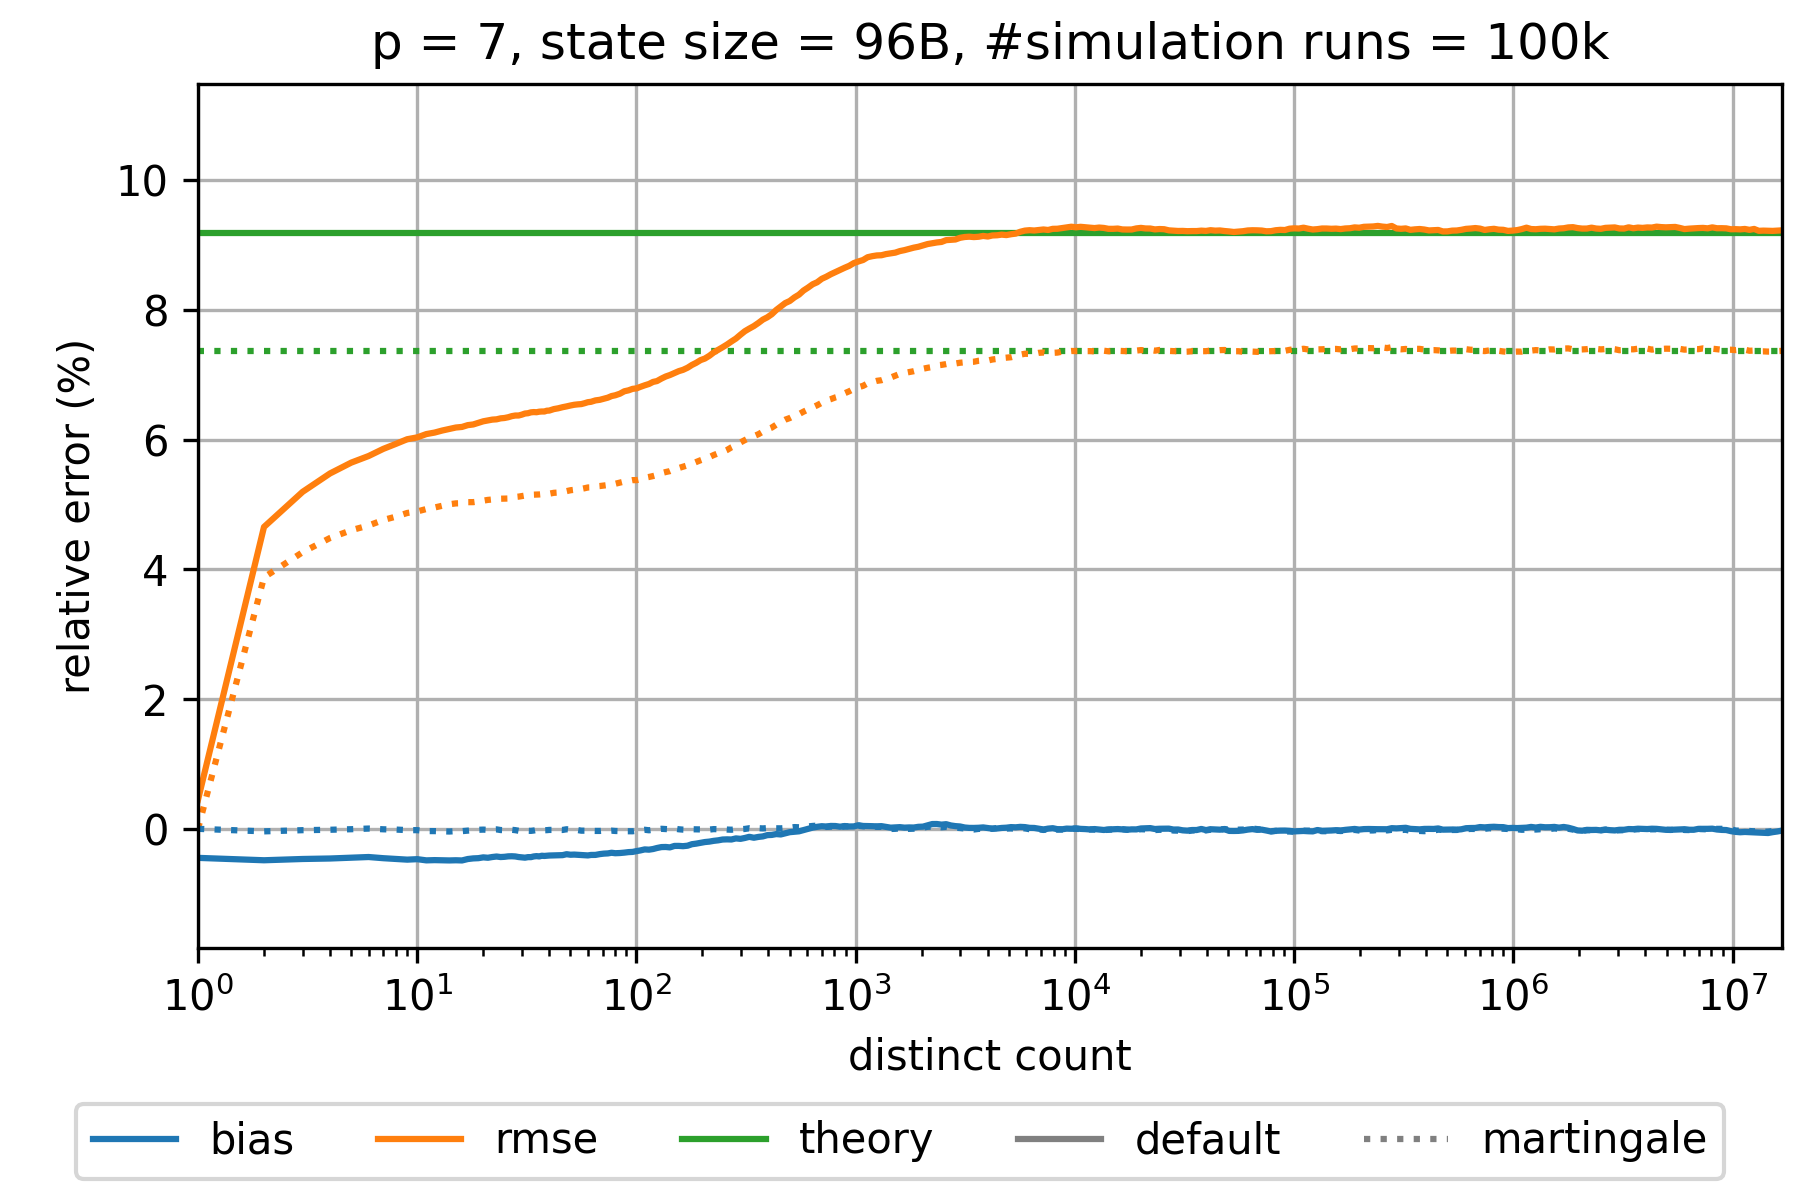 p = 7, state size = 96B, #simulation runs = 100k
10
8
6
4
2
0
relative error (%)
10⁰ 10¹ 10² 10³ 10⁴ 10⁵ 10⁶ 10⁷
distinct count
bias rmse theory default martingale